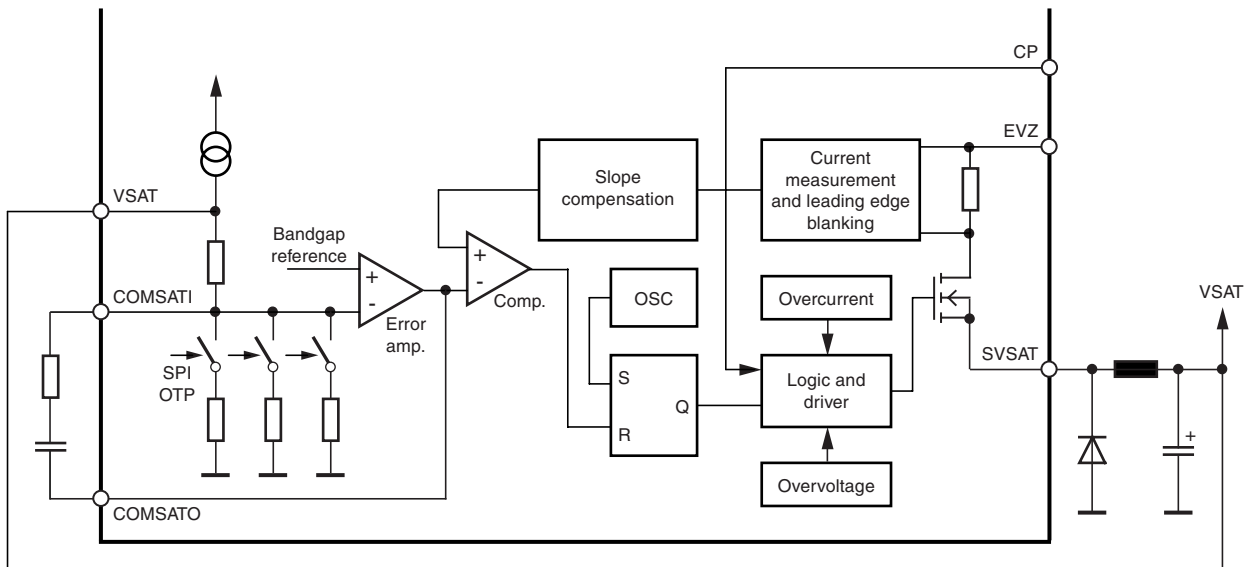 CP
EVZ
Slope
compensation
Current
measurement
and leading edge
blanking
VSAT
Bandgap
reference
+
-
+
-
Comp.
OSC
Overcurrent
VSAT
COMSATI
Error
amp.
SVSAT
SPI
OTP
S
Q
R
Logic and
driver
+
Overvoltage
COMSATO